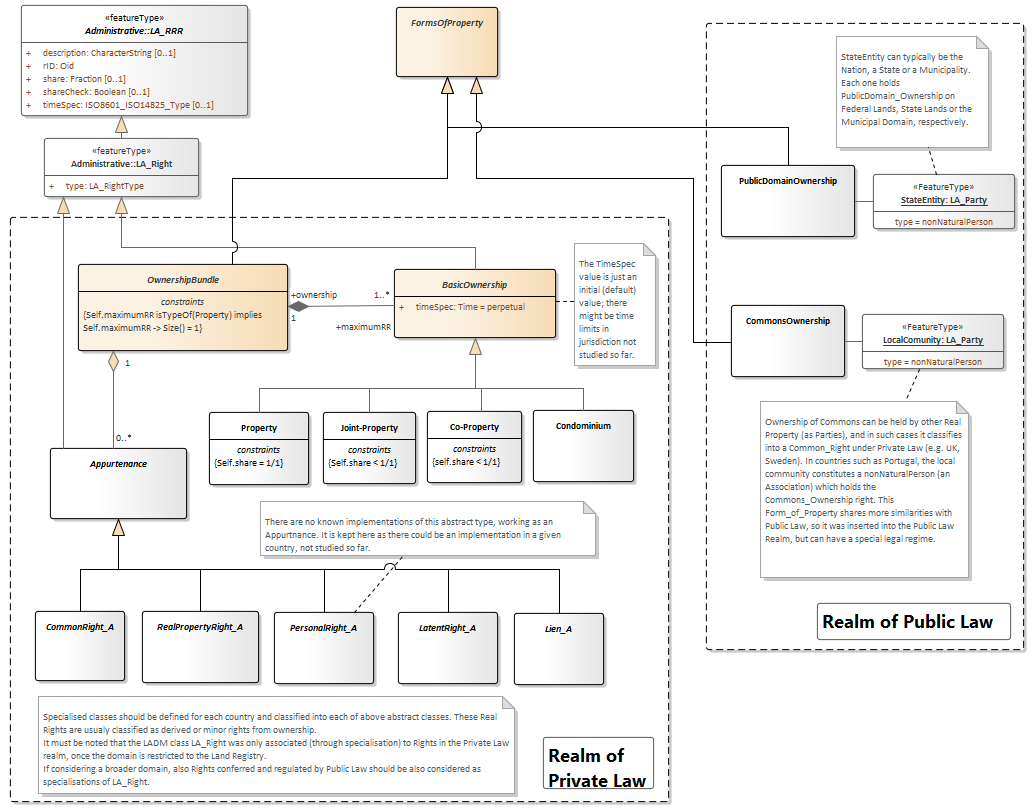 «featureType»
Administrative::LA_RRR
+ description: CharacterString [0..1]
+ rID: Oid
+ share: Fraction [0..1]
+ shareCheck: Boolean [0..1]
+ timeSpec: ISO8601_ISO14825_Type [0..1]
«featureType»
Administrative::LA_Right
+ type: LA_RightType
FormsOfProperty
StateEntity can typically be the
Nation, a State or a Municipality.
Each one holds
PublicDomain_Ownership on
Federal Lands, State Lands or the
Municipal Domain, respectively.
PublicDomainOwnership
«FeatureType»
StateEntity: LA_Party
type = nonNaturalPerson
CommonsOwnership
«FeatureType»
LocalComunity: LA_Party
type = nonNaturalPerson
Ownership of Commons can be held by other Real
Property (as Parties), and in such cases it classifies
into a Common_Right under Private Law (e.g. UK,
Sweden). In countries such as Portugal, the local
community constitutes a nonNaturalPerson (an
Association) which holds the
Commons_Ownership right. This
Form_of_Property shares more similarities with
Public Law, so it was inserted into the Public Law
Realm, but can have a special legal regime.
Realm of Public Law
OwnershipBundle
constraints
{Self.maximumRR isTypeOf(Property) implies
Self.maximumRR -> Size() = 1}
+ownership
1
1..*
+maximumRR
BasicOwnership
+ timeSpec: Time = perpetual
The TimeSpec
value is just an
initial (default)
value; there
might be time
limits in
jurisdiction not
studied so far.
1
0..*
Property
constraints
{Self.share = 1/1}
Joint-Property
constraints
{Self.share < 1/1}
Co-Property
constraints
{self.share < 1/1}
Condominium
Appurtenance
There are no known implementations of this abstract type, working as an
Appurtnance. It is kept here as there could be an implementation in a given
country, not studied so far.
CommonRight_A
RealPropertyRight_A
PersonalRight_A
LatentRight_A
Lien_A
Specialised classes should be defined for each country and classified into each of above abstract classes. These Real
Rights are usualy classified as derived or minor rights from ownership.
It must be noted that the LADM class LA_Right was only associated (through specialisation) to Rights in the Private Law
realm, once the domain is restricted to the Land Registry.
If considering a broader domain, also Rights conferred and regulated by Public Law should be also considered as
specialisations of LA_Right.
Realm of
Private Law